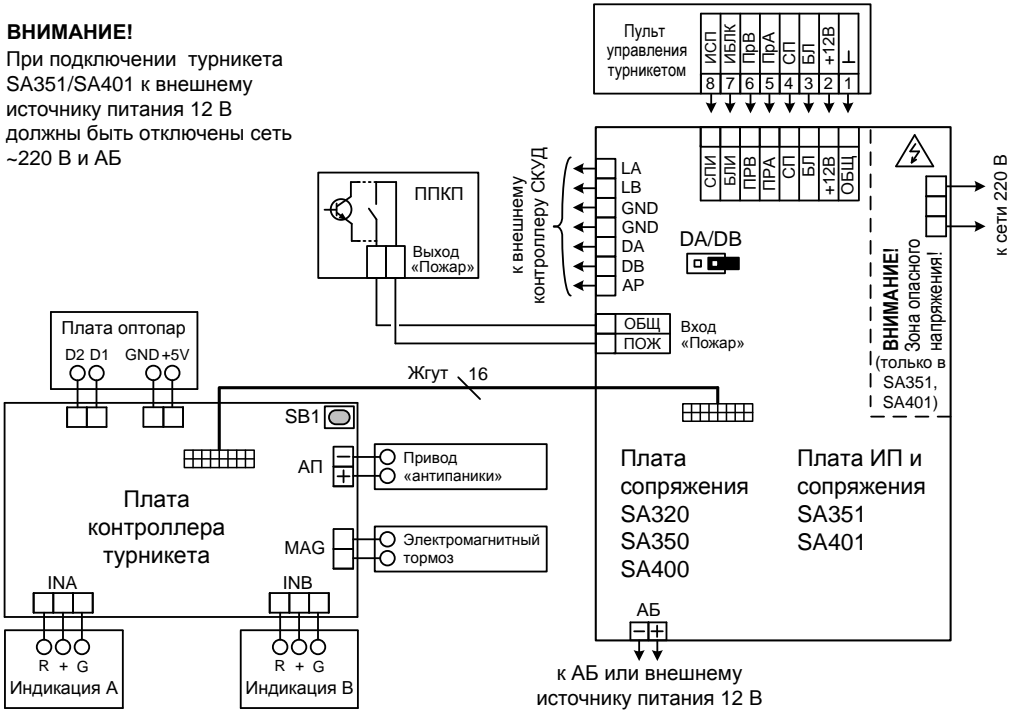 ВНИМАНИЕ!
При подключении турникета
SA351/SA401 к внешнему
источнику питания 12 В
должны быть отключены сеть
~220 В и АБ
Пульт
управления
турникетом
ИСП
ИБЛК
ПрВ
ПрА
СП
БЛ
+12В
⊥
8 7 6 5 4 3 2 1
СПИ
БЛИ
ПРВ
ПРА
СП
БЛ
+12В
ОБЩ
к сети 220 В
ВНИМАНИЕ!
Зона опасного
напряжения!
(только в
SA351,
SA401)
к внешнему
контроллеру СКУД
LA
LB
GND
GND
DA
DB
AP
DA/DB
ППКП
Выход
«Пожар»
ОБЩ
ПОЖ
Вход
«Пожар»
Плата оптопар
D2 D1 GND +5V
Жгут 16
SB1
АП
− +
Привод
«антипаники»
Плата
контроллера
турникета
MAG
Электромагнитный
тормоз
INA
INB
R + G
Индикация А
R + G
Индикация В
Плата
сопряжения
SA320
SA350
SA400
Плата ИП и
сопряжения
SA351
SA401
АБ
− +
к АБ или внешнему
источнику питания 12 В